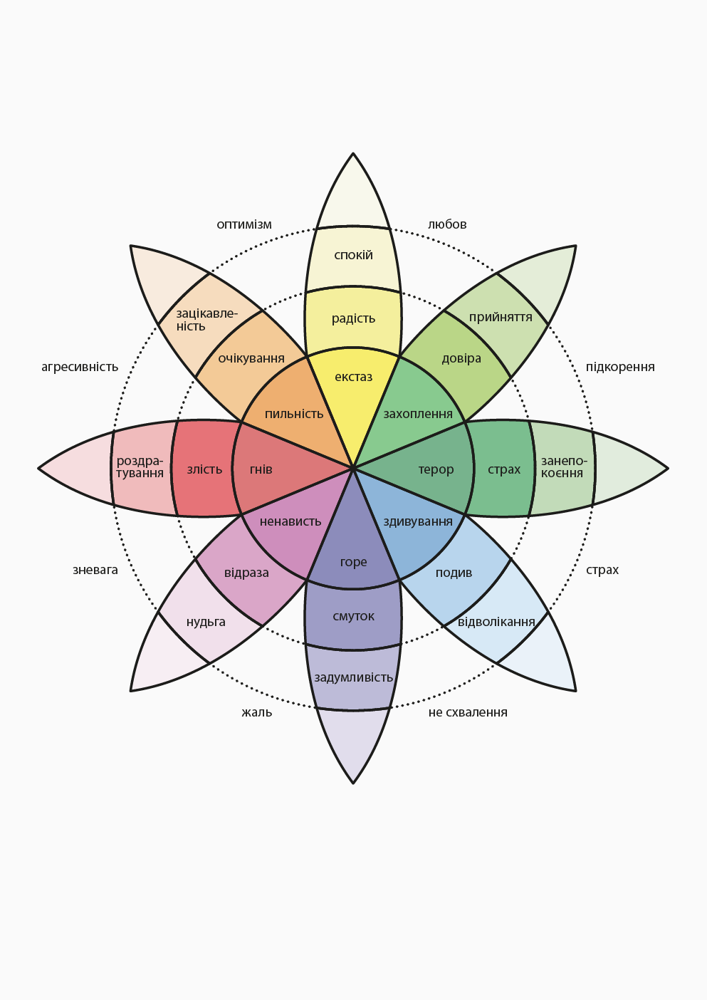 оптимізм
любов
спокій
зацікавле-
ність
прийняття
радість
очікування
довіра
агресивність
підкорення
екстаз
пильність
захоплення
роздра-
тування
злість
гнів
терор
страх
занепо-
коєння
ненависть
здивування
горе
зневага
відраза
подив
страх
смуток
нудьга
відволікання
задумливість
жаль
не схвалення